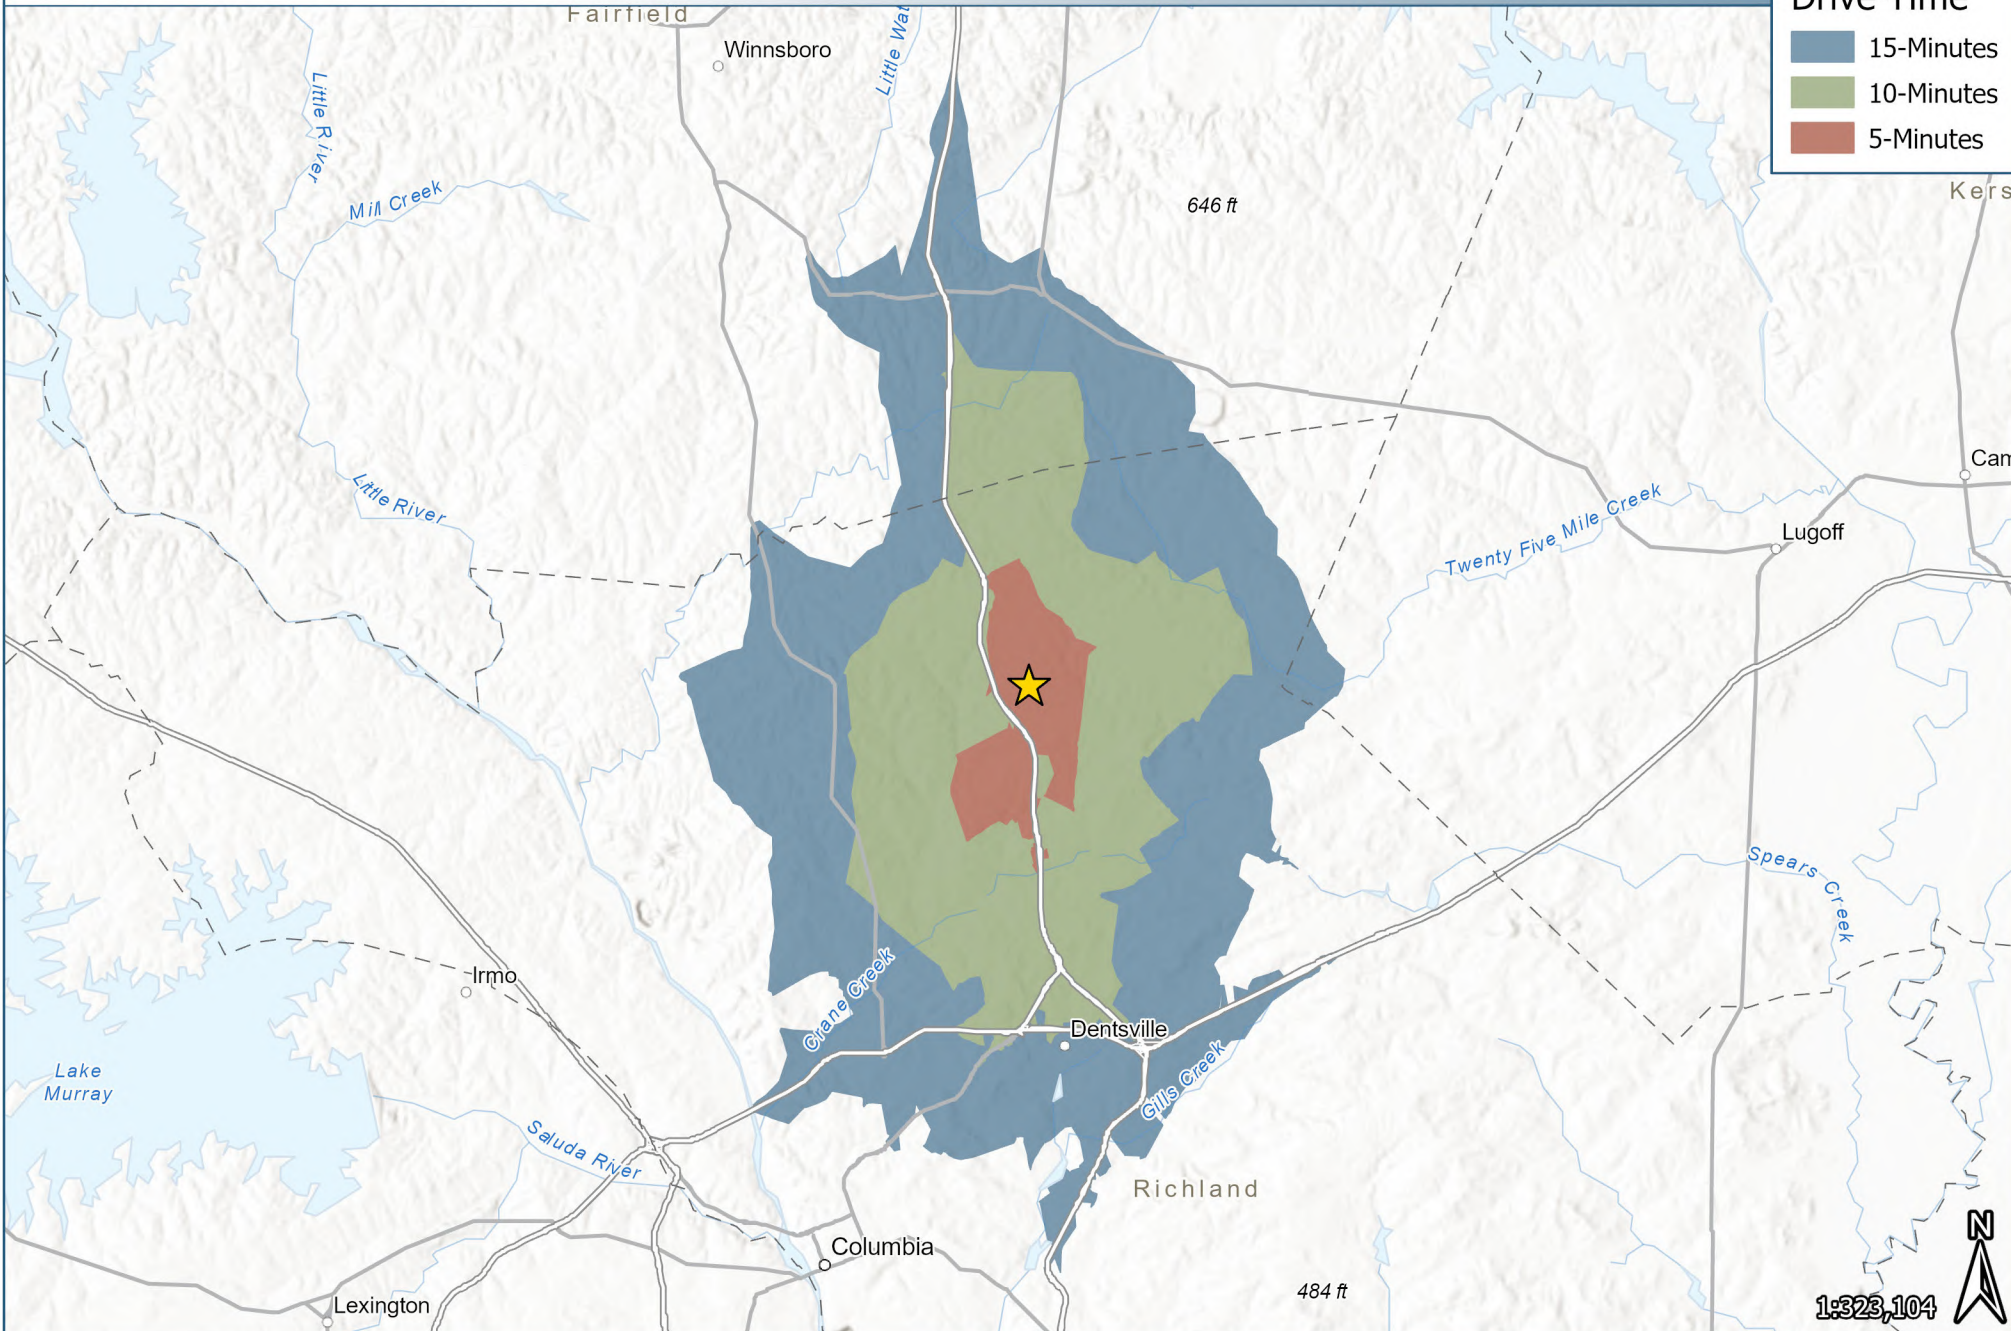 Fairfield
Winnsboro
Little Wat
Drive Time
15-Minutes
10-Minutes
5-Minutes
Little River
Mill Creek
646 ft
Kers
Cam
Little River
Twenty Five Mile Creek
Lugoff
Spears Creek
Irmo
Crane Creek
Dentsville
Gills Creek
Lake
Murray
Saluda River
Richland
Columbia
Lexington
484 ft
N
1:323,104